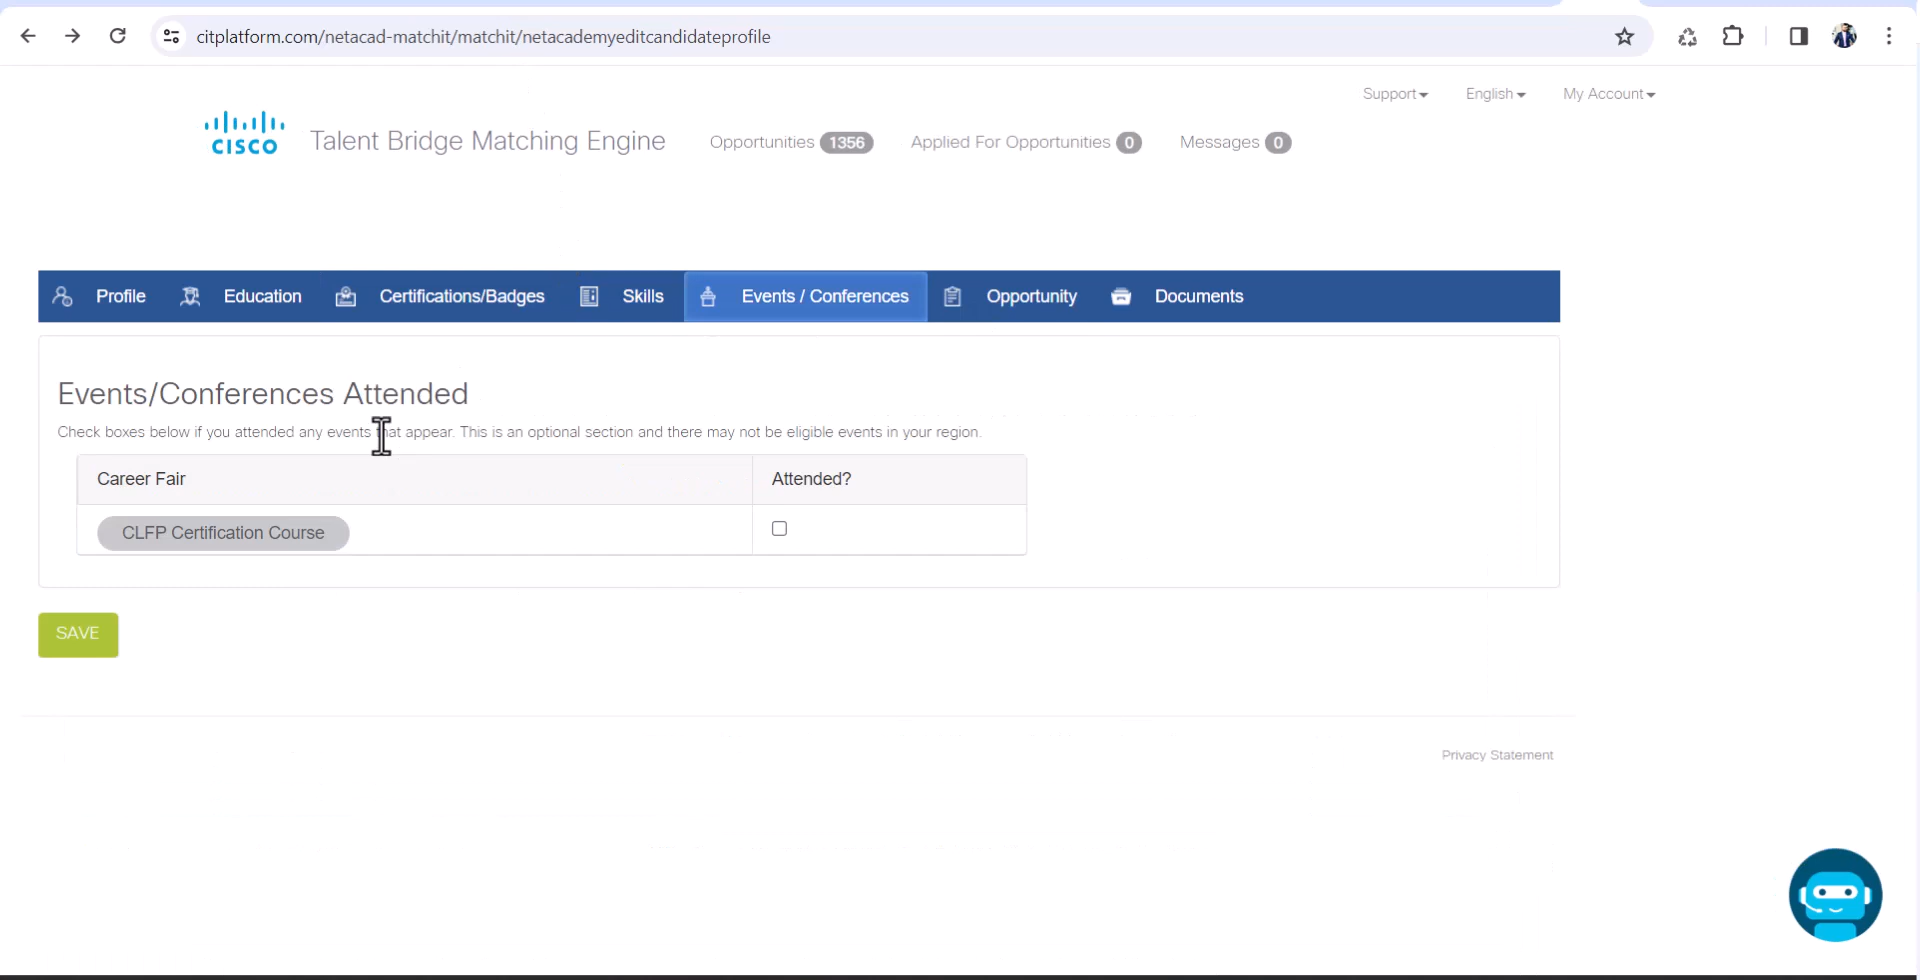 citplatform.com/netacad-matchit/matchit/netacademyeditcandidateprofile
Support English My Account
CISCO Talent Bridge Matching Engine Opportunities 1356 Applied For Opportunities 0 Messages 0
Profile Education Certifications/Badges Skills Events / Conferences Opportunity Documents
Events/Conferences Attended
Check boxes below if you attended any events that appear. This is an optional section and there may not be eligible events in your region.
Career Fair Attended?
CLFP Certification Course
SAVE
Privacy Statement